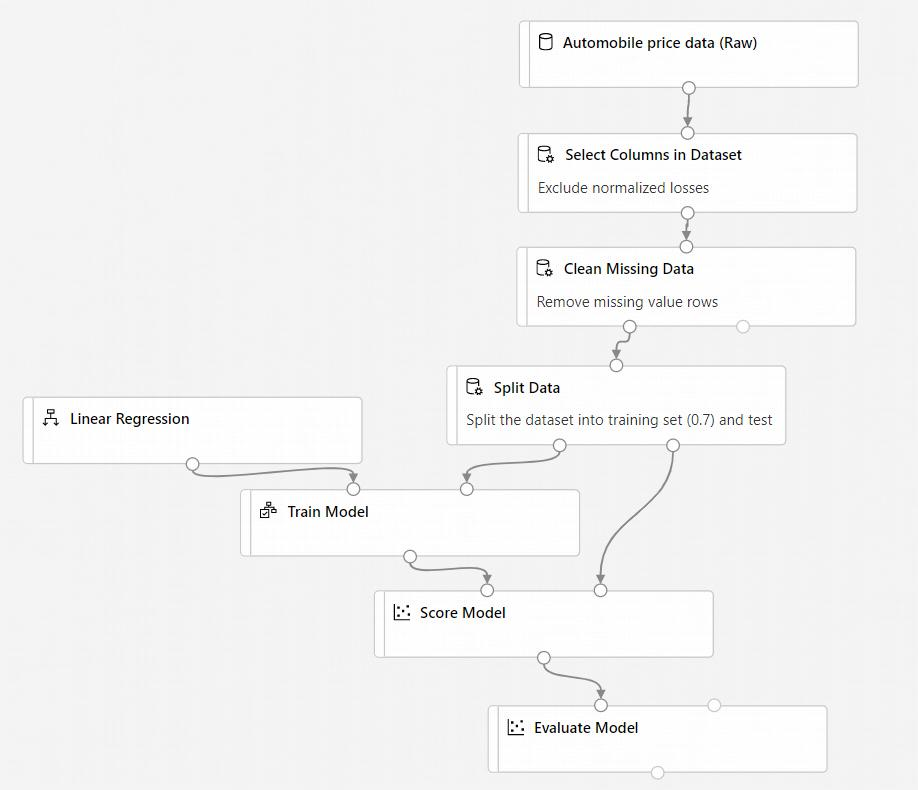 Automobile price data (Raw)
Select Columns in Dataset
Exclude normalized losses
Clean Missing Data
Remove missing value rows
Split Data
Split the dataset into training set (0.7) and test
Linear Regression
Train Model
Score Model
Evaluate Model